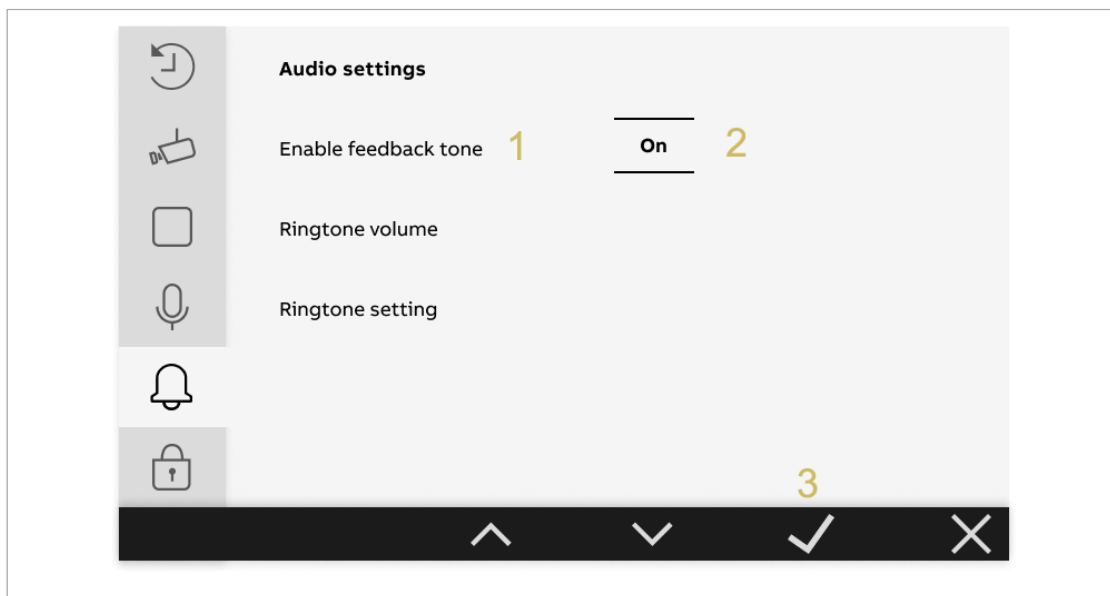 Audio settings
Enable feedback tone 1 On 2
Ringtone volume
Ringtone setting
3